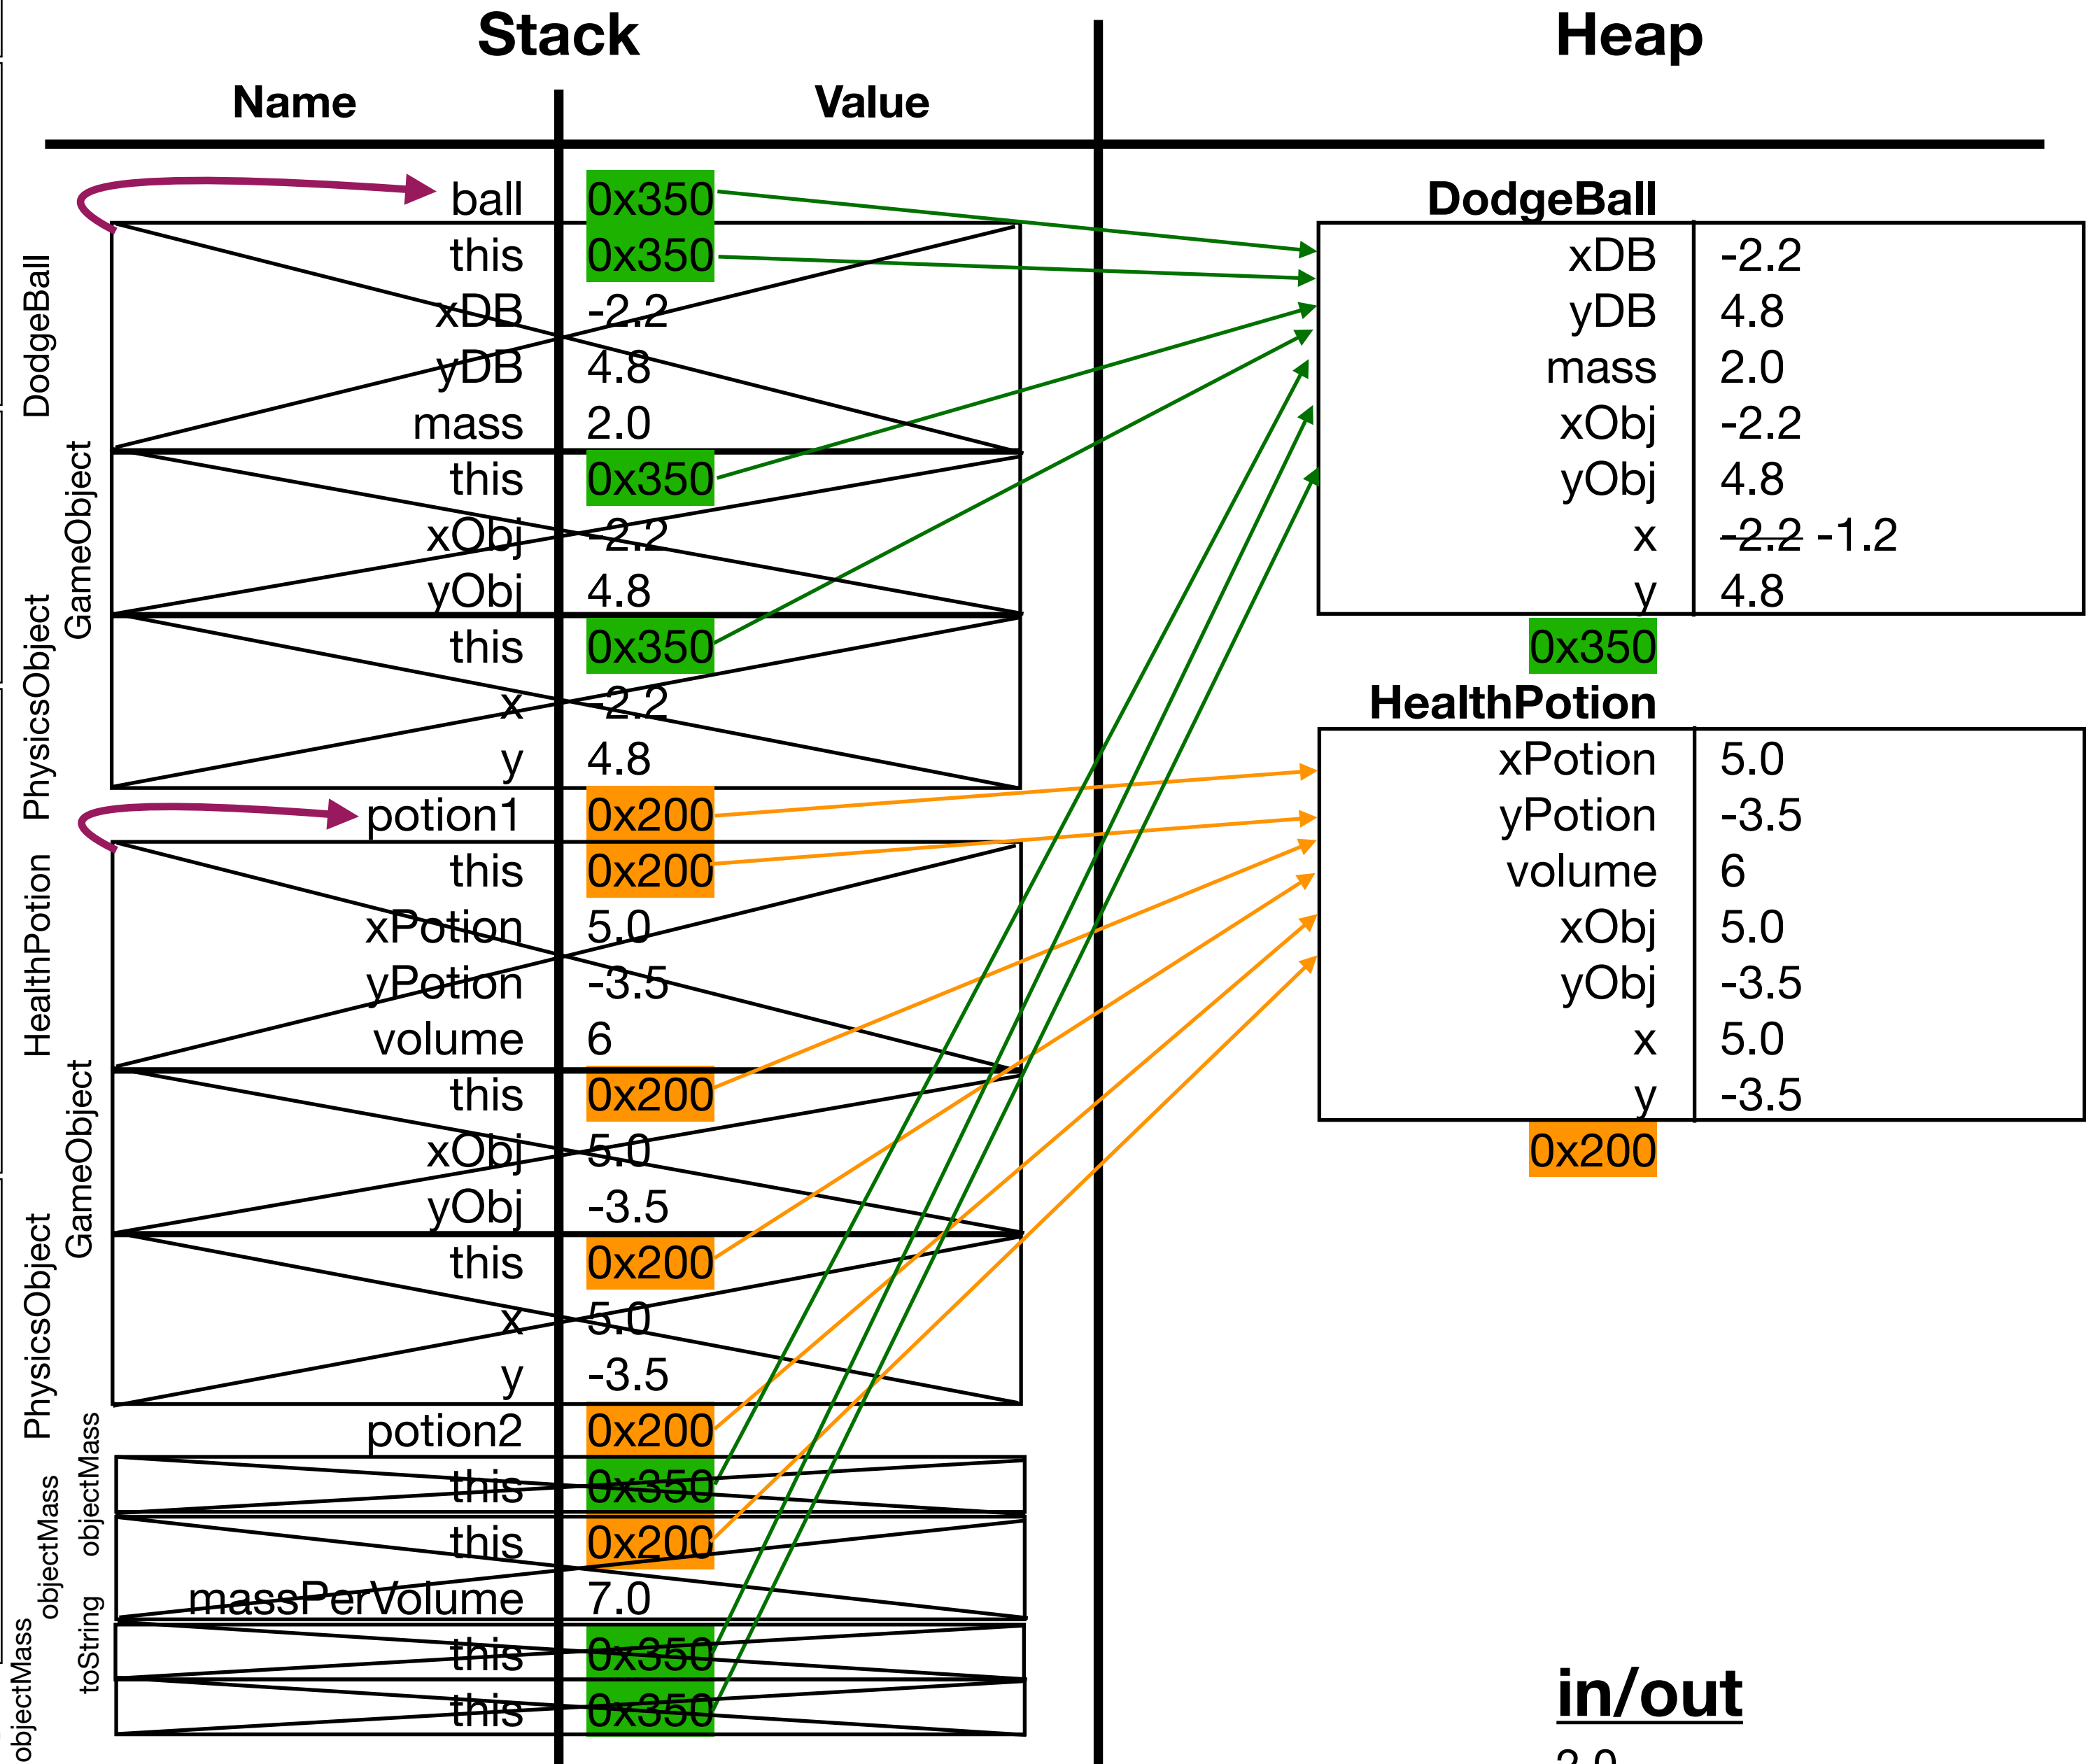 Stack
Heap
Name Value
DodgeBall
GameObject
PhysicsObject
HealthPotion
GameObject
PhysicsObject
objectMass
objectMass
toString
objectMass
ball 0x350
this 0x350
xDB -2.2
yDB 4.8
mass 2.0
this 0x350
xObj -2.2
yObj 4.8
this 0x350
x -2.2
y 4.8
potion1 0x200
this 0x200
xPotion 5.0
yPotion -3.5
volume 6
this 0x200
xObj 5.0
yObj -3.5
this 0x200
x 5.0
y -3.5
potion2 0x200
this 0x350
this 0x200
massPerVolume 7.0
this 0x350
this 0x350
DodgeBall
xDB -2.2
yDB 4.8
mass 2.0
xObj -2.2
yObj 4.8
x -2.2 -1.2
y 4.8
0x350
HealthPotion
xPotion 5.0
yPotion -3.5
volume 6
xObj 5.0
yObj -3.5
x 5.0
y -3.5
0x200
in/out
2.0